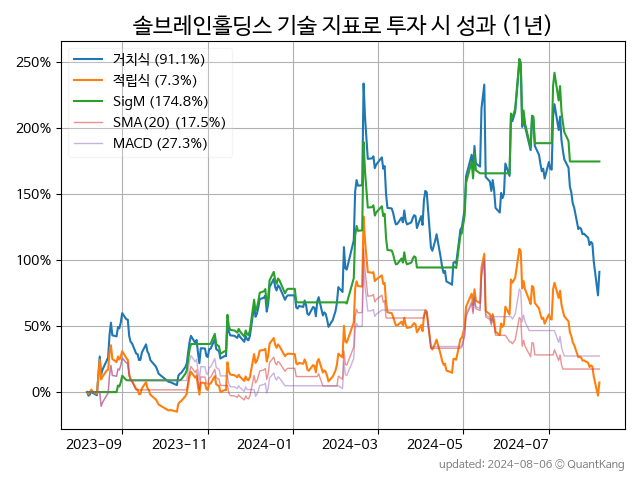 솔브레인홀딩스 기술 지표로 투자 시 성과 (1년)
거치식 (91.1%)
적립식 (7.3%)
SigM (174.8%)
SMA(20) (17.5%)
MACD (27.3%)
250%
200%
150%
100%
50%
0%
2023-09 2023-11 2024-01 2024-03 2024-05 2024-07
updated: 2024-08-06 © QuantKang